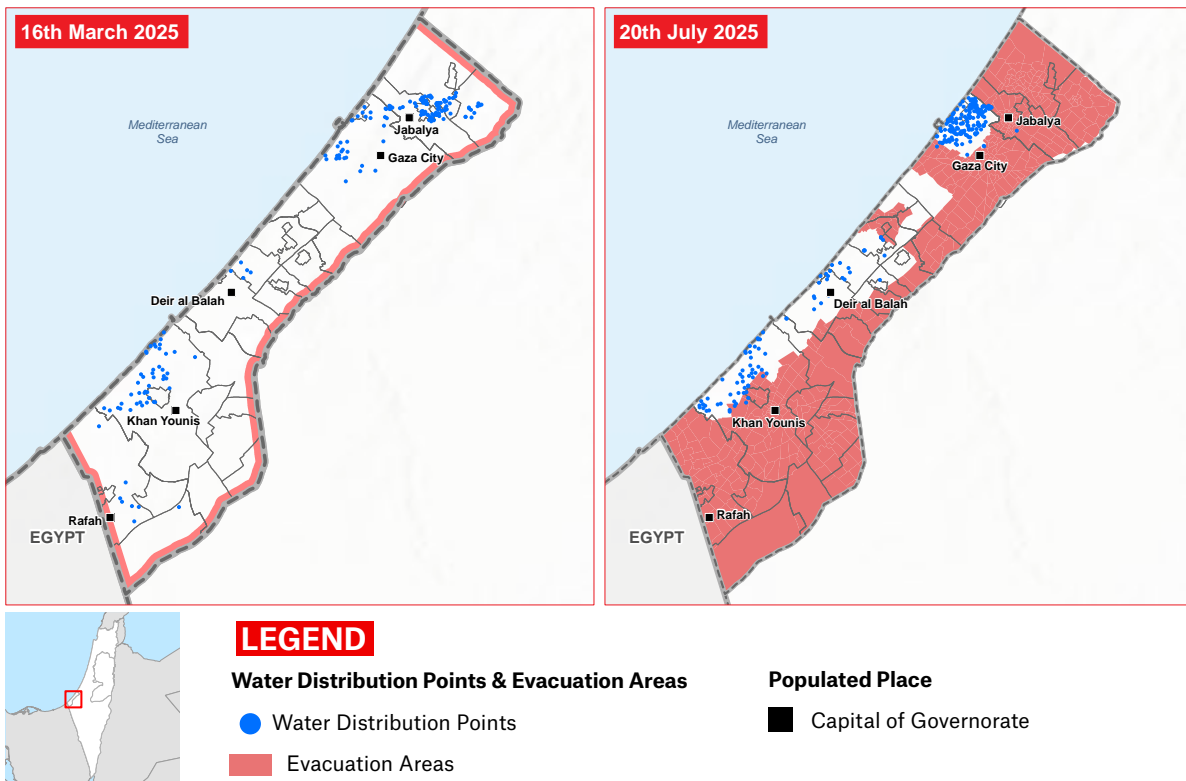 16th March 2025
Mediterranean
Sea
Jabalya
Gaza City
Deir al Balah
Khan Younis
Rafah
EGYPT
20th July 2025
Mediterranean
Sea
Jabalya
Gaza City
Deir al Balah
Khan Younis
Rafah
EGYPT
LEGEND
Water Distribution Points & Evacuation Areas
Water Distribution Points
Evacuation Areas
Populated Place
Capital of Governorate